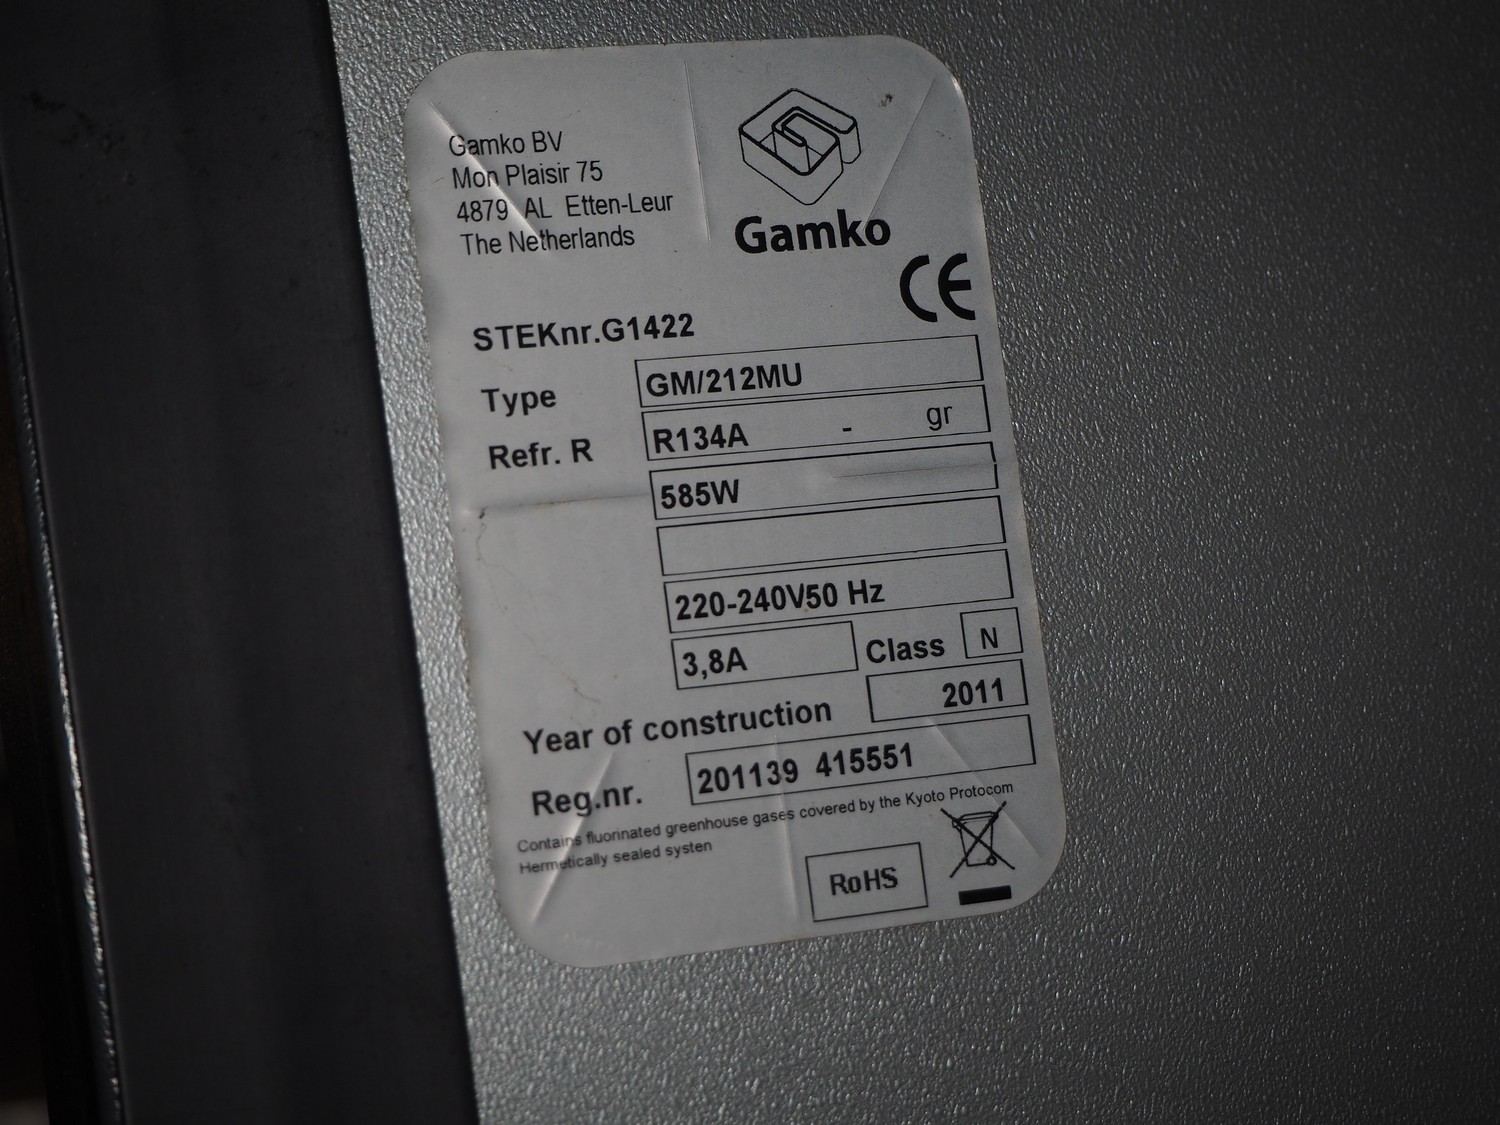 Gamko BV
Mon Plaisir 75
4879 AL Etten-Leur
The Netherlands
Gamko
CE
STEKnr.G1422
Type GM/212MU
Refr. R R134A - gr
585W
220-240V50 Hz
3,8A Class N
Year of construction 2011
Reg.nr. 201139 415551
Contains fluorinated greenhouse gases covered by the Kyoto Protocom
Hermetically sealed systen
RoHS